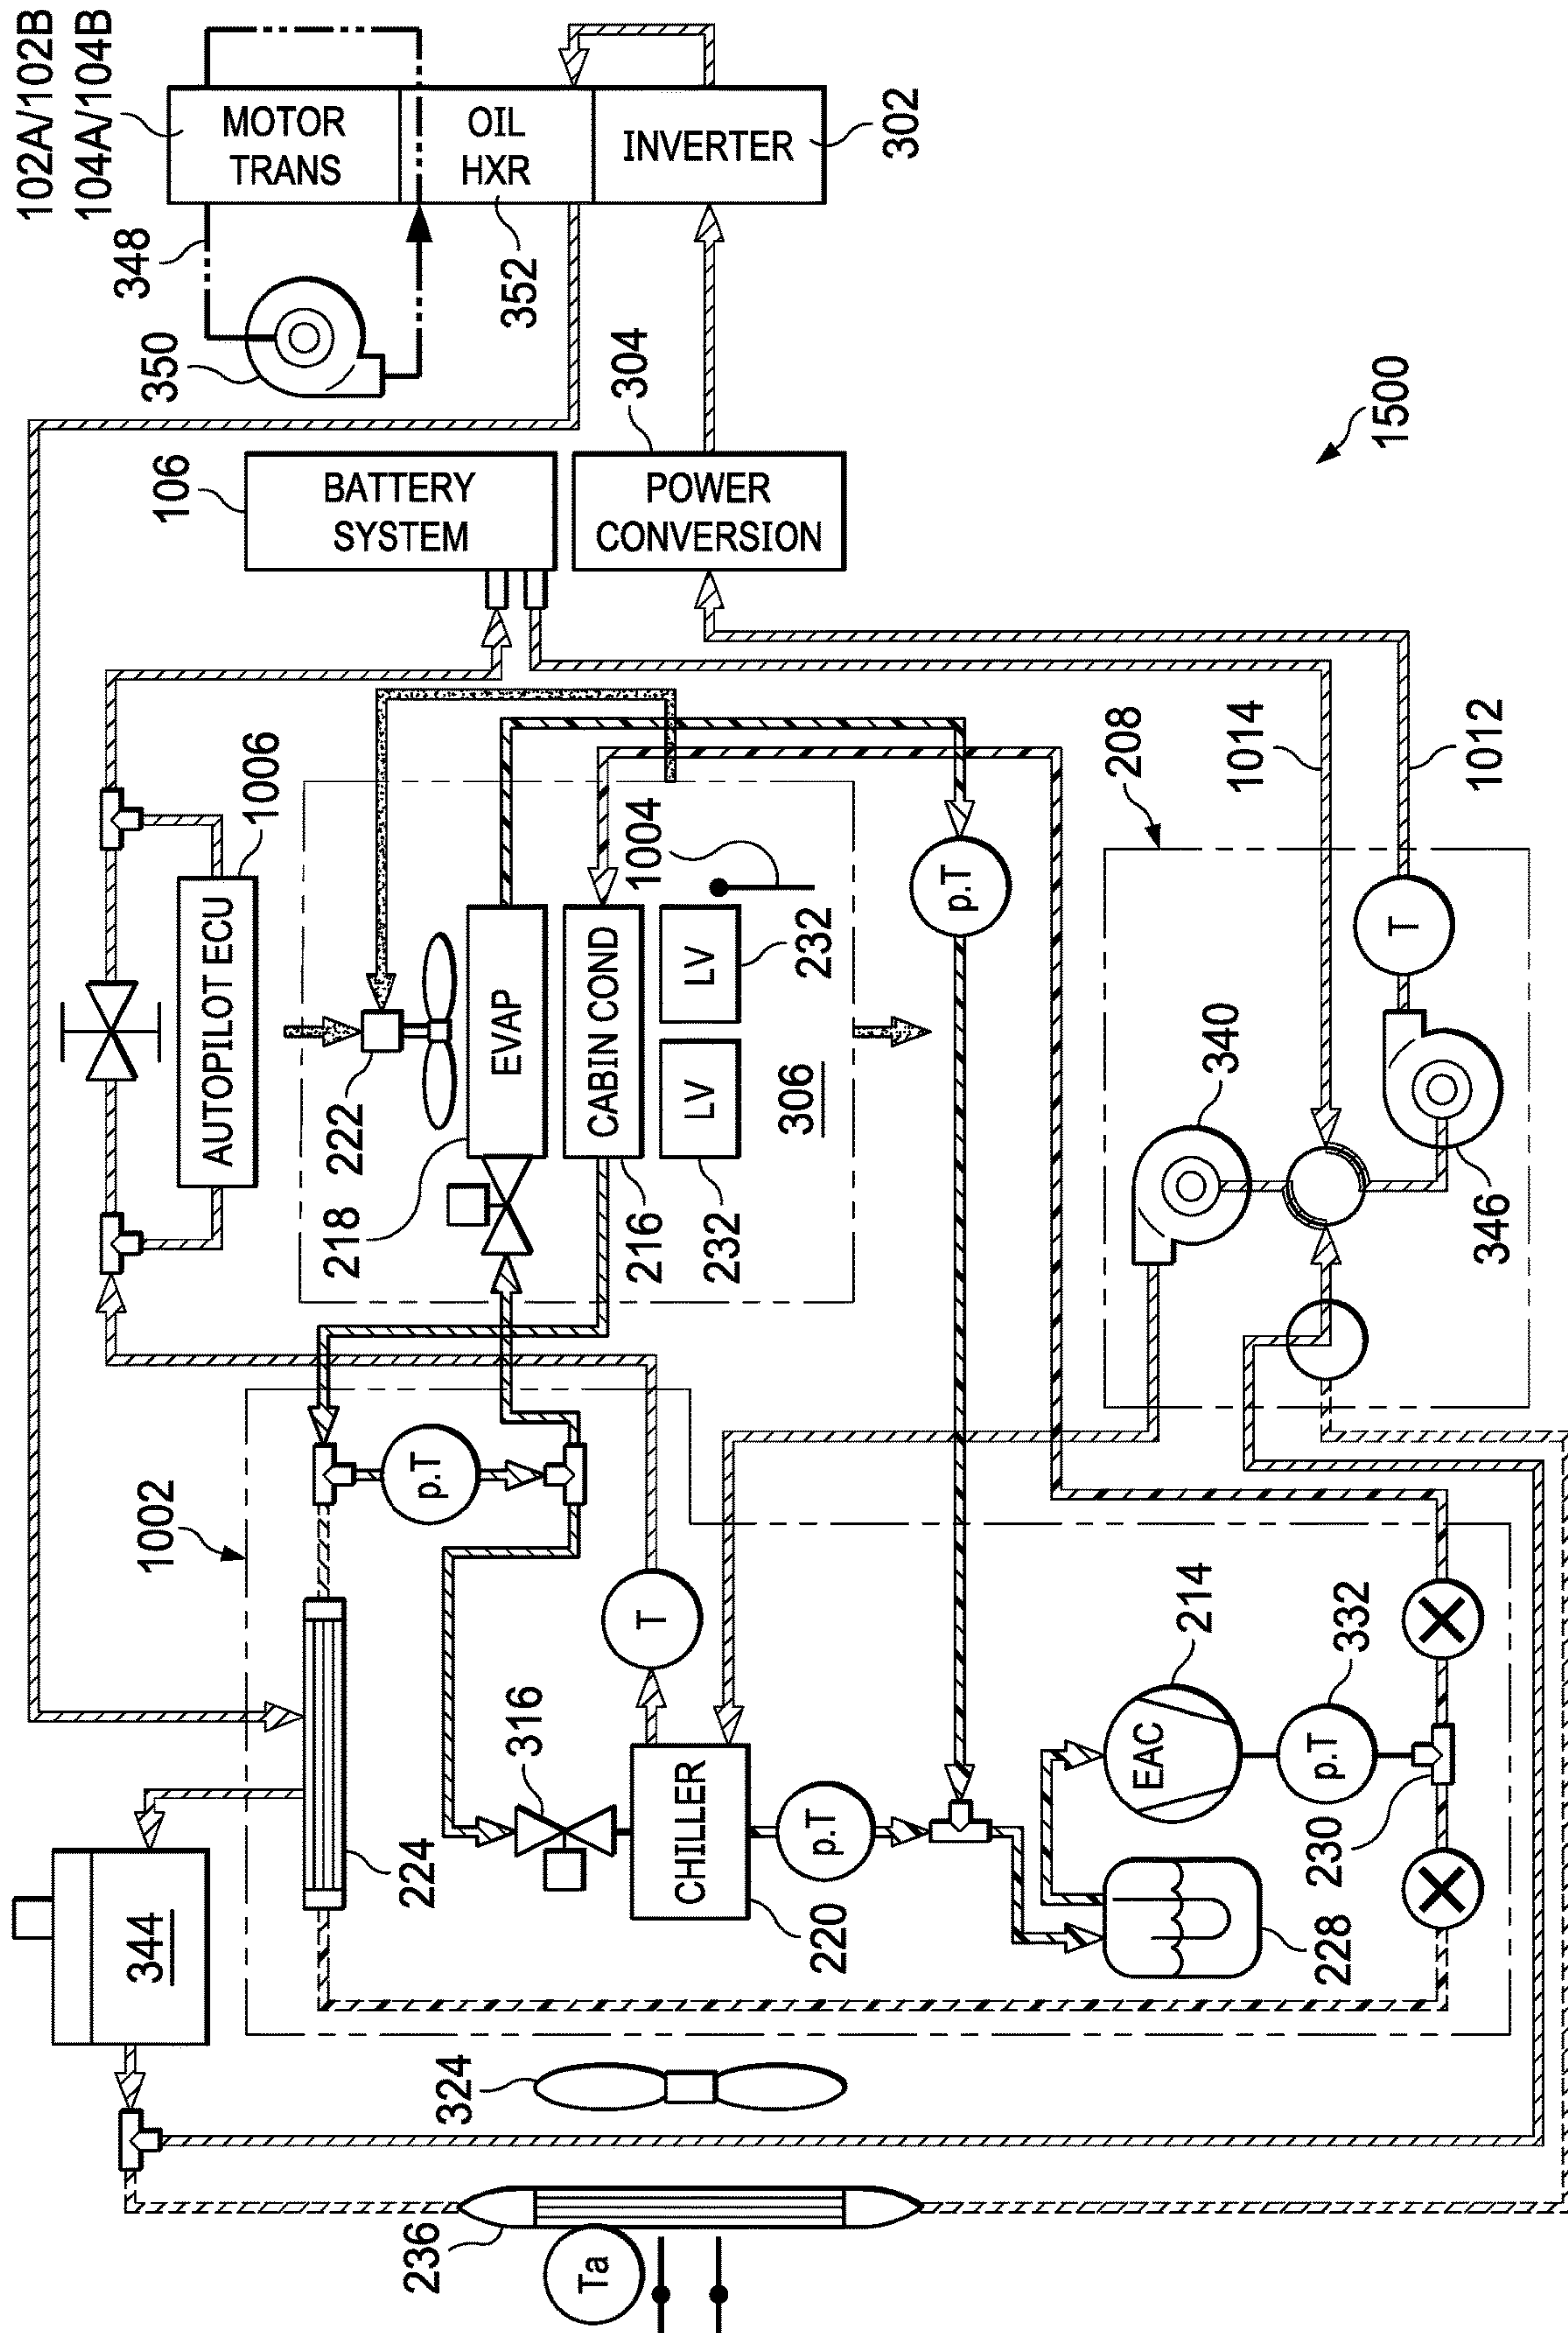 102A/102B
104A/104B
MOTOR
TRANS
OIL
HXR
INVERTER
302
348
350
352
304
106
BATTERY
SYSTEM
POWER
CONVERSION
1500
1006
AUTOPILOT ECU
222
218
EVAP
CABIN COND
216
LV
232
LV
232
1004
306
p.T
208
1014
1012
T
340
346
1002
p.T
T
224
316
CHILLER
220
p.T
EAC
214
p.T
332
230
228
344
324
236
Ta